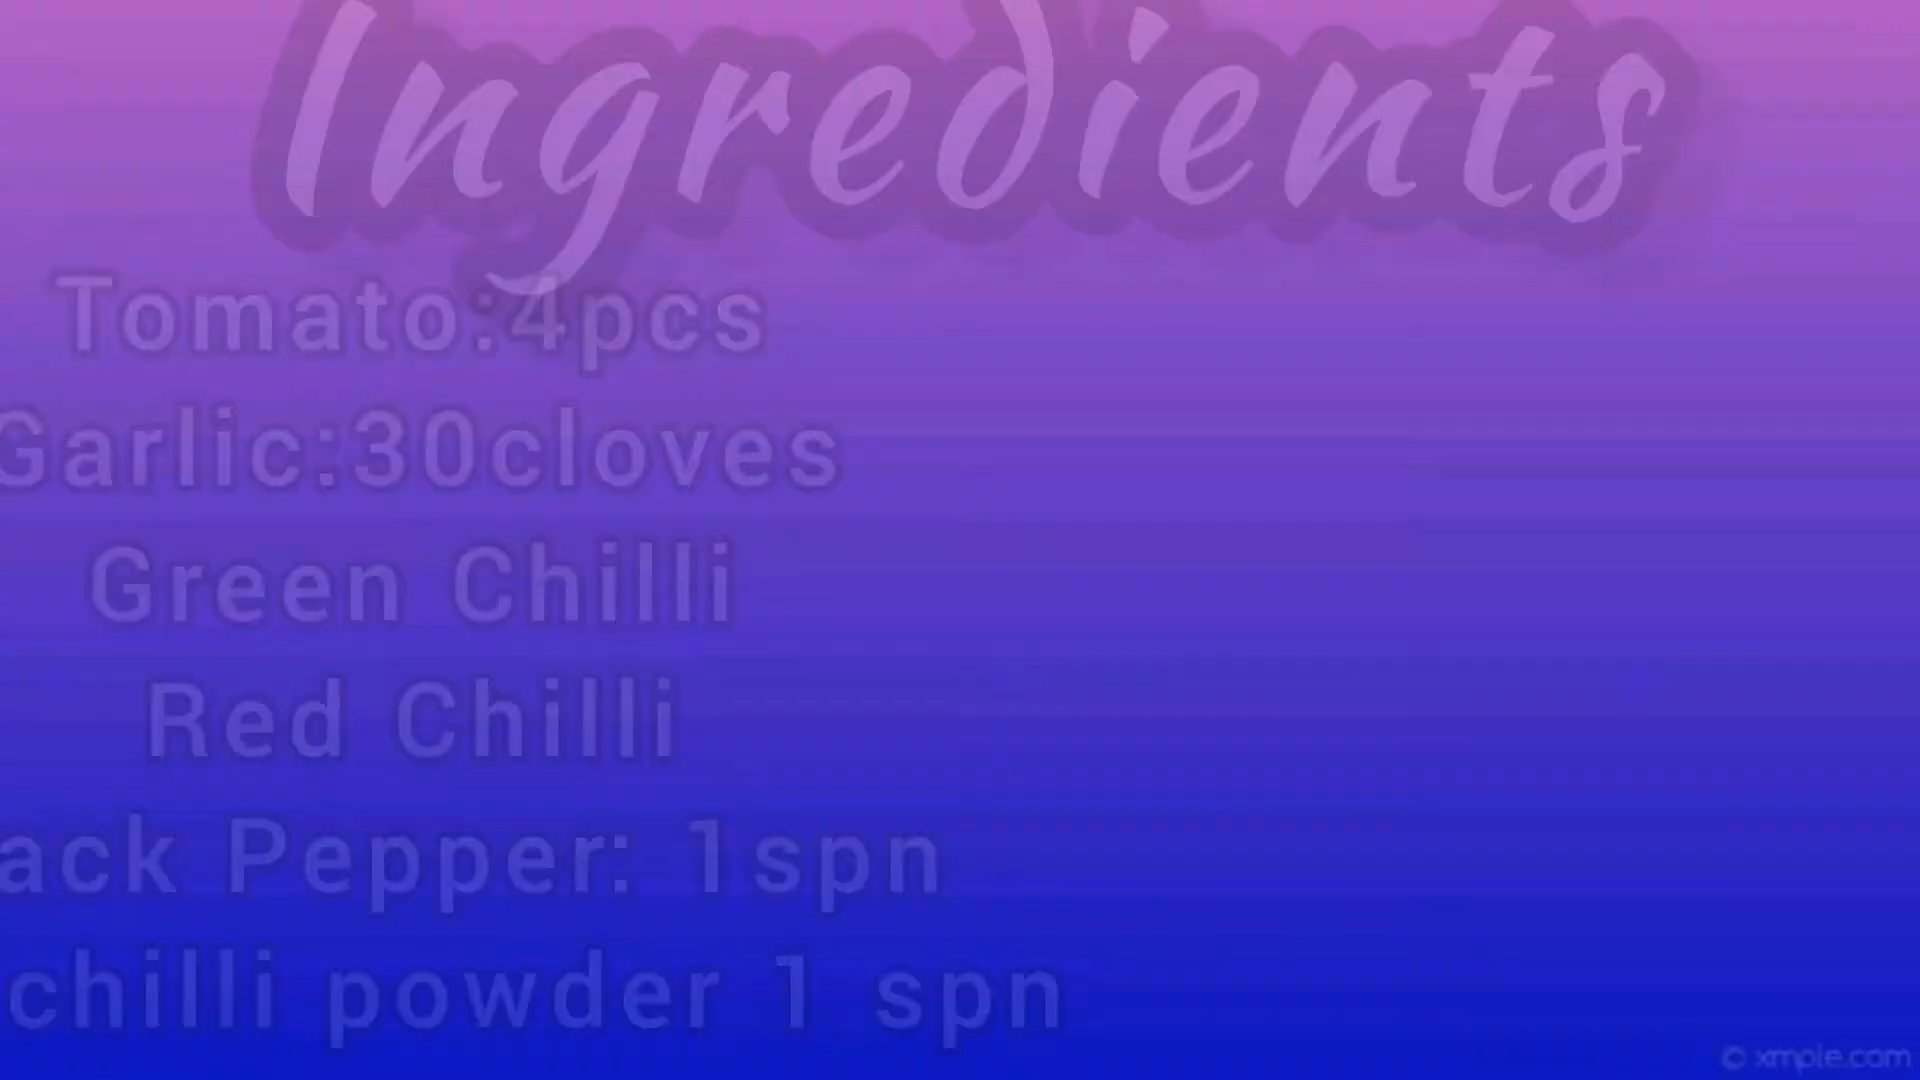 Ingredients
Tomato:4pcs
Garlic:30cloves
Green Chilli
Red Chilli
ack Pepper: 1spn
chilli powder 1 spn
© xmple.com